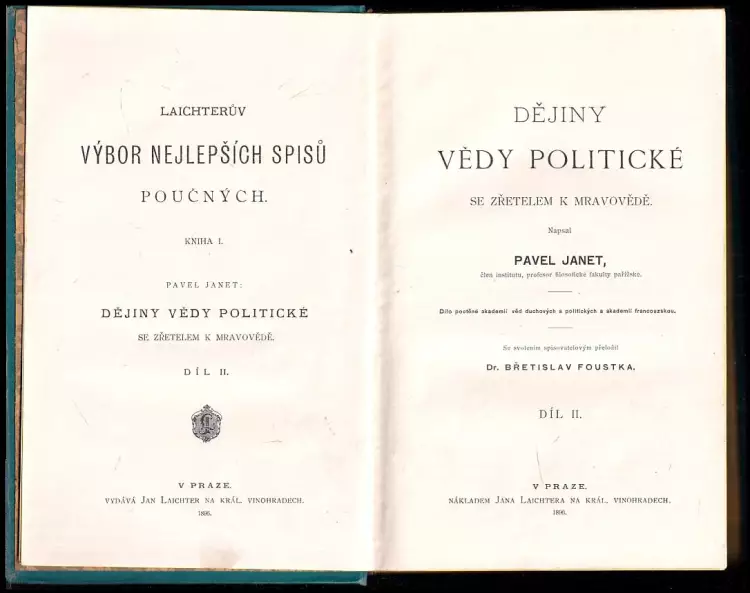 LAICHTERŮV
VÝBOR NEJLEPŠÍCH SPISŮ
POUČNÝCH.
KNIHA I.
PAVEL JANET:
DĚJINY VĚDY POLITICKÉ
SE ZŘETELEM K MRAVOVĚDĚ.
DÍL II.
V PRAZE.
VYDÁVÁ JAN LAICHTER NA KRÁL. VINOHRADECH.
1896.
DĚJINY
VĚDY POLITICKÉ
SE ZŘETELEM K MRAVOVĚDĚ.
Napsal
PAVEL JANET,
člen institutu, profesor filosofické fakulty pařížské.
Dílo poctěné akademií věd duchových a politických a akademií francouzskou.
Se svolením spisovatelovým přeložil
Dr. BŘETISLAV FOUSTKA.
DÍL II.
V PRAZE.
NÁKLADEM JANA LAICHTERA NA KRÁL. VINOHRADECH.
1896.